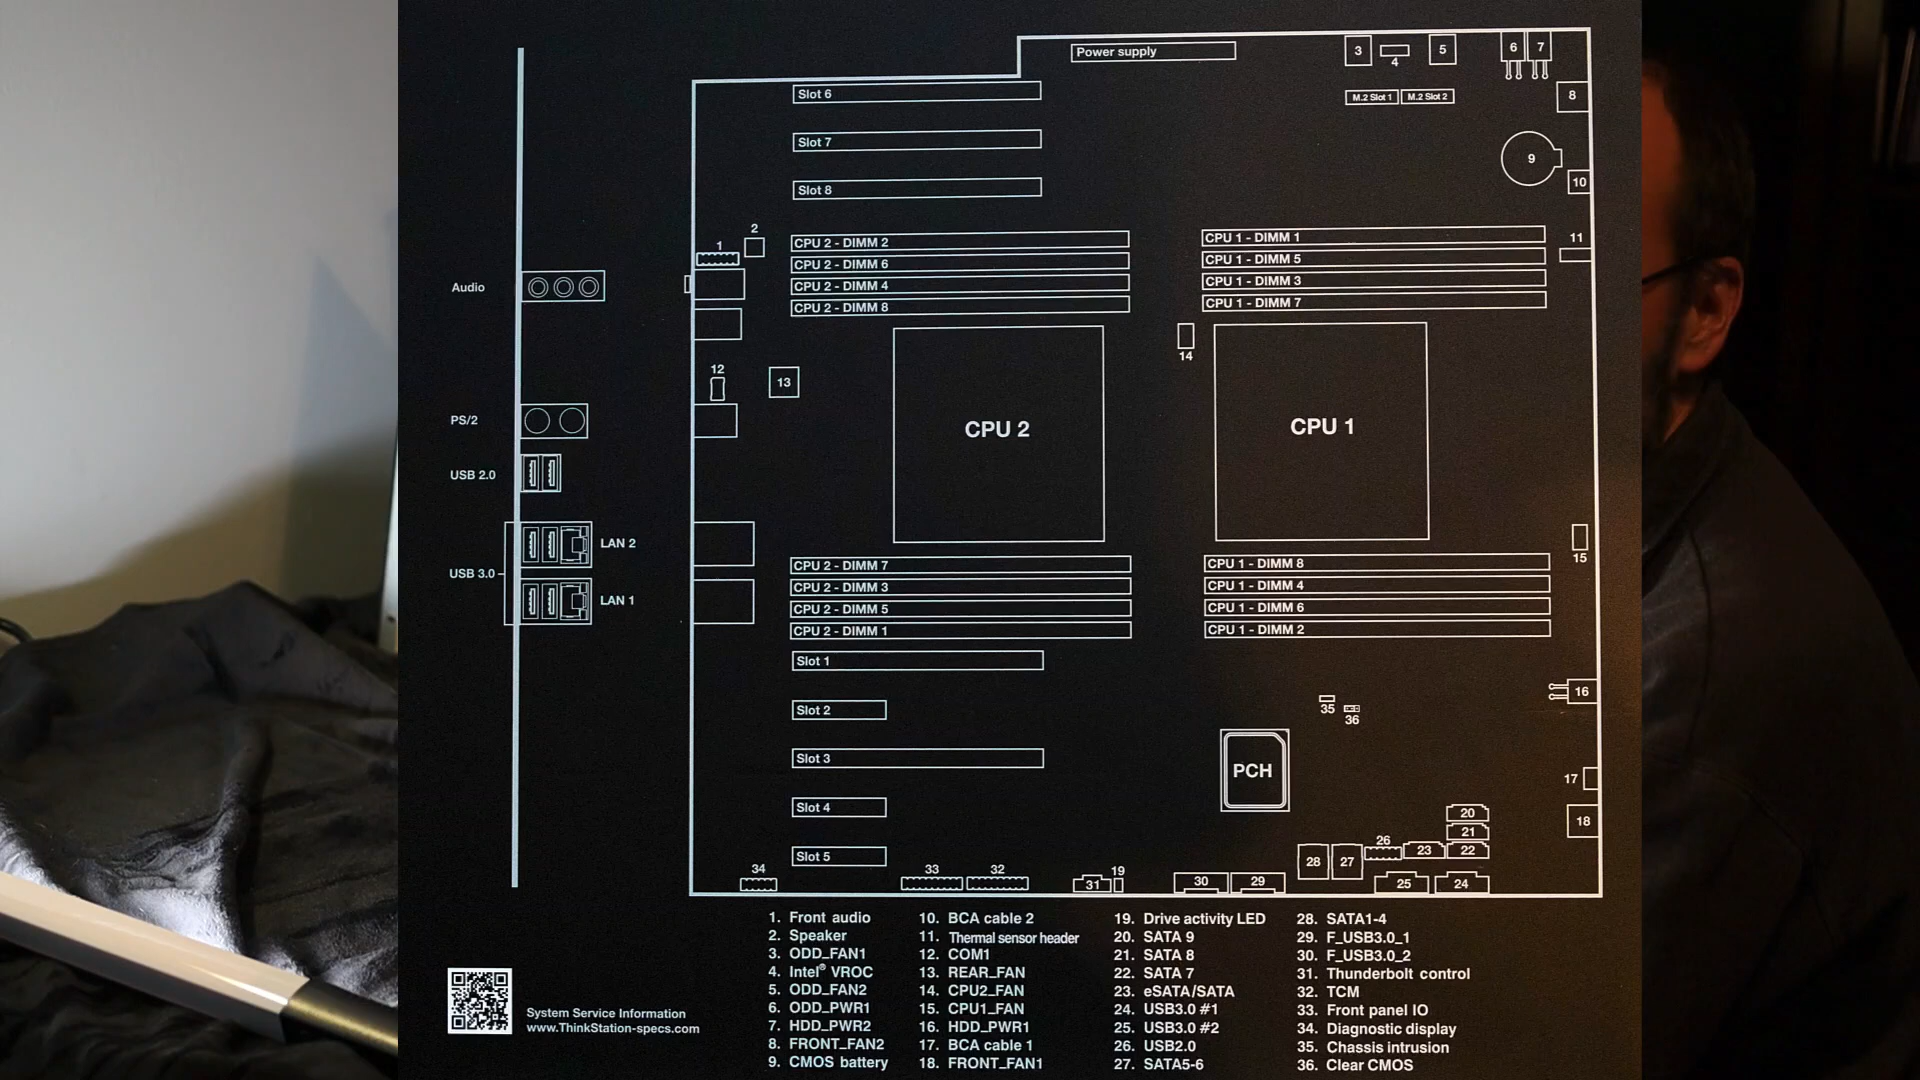 Power supply
3
4
5
6
7
M.2 Slot 1
M.2 Slot 2
8
9
10
Slot 6
Slot 7
Slot 8
1
2
CPU 2 - DIMM 2
CPU 2 - DIMM 6
CPU 2 - DIMM 4
CPU 2 - DIMM 8
CPU 1 - DIMM 1
CPU 1 - DIMM 5
CPU 1 - DIMM 3
CPU 1 - DIMM 7
11
Audio
12
13
CPU 2
14
CPU 1
PS/2
USB 2.0
LAN 2
USB 3.0
LAN 1
15
CPU 2 - DIMM 7
CPU 2 - DIMM 3
CPU 2 - DIMM 5
CPU 2 - DIMM 1
CPU 1 - DIMM 8
CPU 1 - DIMM 4
CPU 1 - DIMM 6
CPU 1 - DIMM 2
Slot 1
Slot 2
Slot 3
Slot 4
Slot 5
35
36
16
PCH
17
18
20
21
22
23
26
27
28
34
33
32
31
19
30
29
25
24
1. Front audio
2. Speaker
3. ODD_FAN1
4. Intel® VROC
5. ODD_FAN2
6. ODD_PWR1
7. HDD_PWR2
8. FRONT_FAN2
9. CMOS battery
10. BCA cable 2
11. Thermal sensor header
12. COM1
13. REAR_FAN
14. CPU2_FAN
15. CPU1_FAN
16. HDD_PWR1
17. BCA cable 1
18. FRONT_FAN1
19. Drive activity LED
20. SATA 9
21. SATA 8
22. SATA 7
23. eSATA/SATA
24. USB3.0 #1
25. USB3.0 #2
26. USB2.0
27. SATA5-6
28. SATA1-4
29. F_USB3.0_1
30. F_USB3.0_2
31. Thunderbolt control
32. TCM
33. Front panel IO
34. Diagnostic display
35. Chassis intrusion
36. Clear CMOS
System Service Information
www.ThinkStation-specs.com